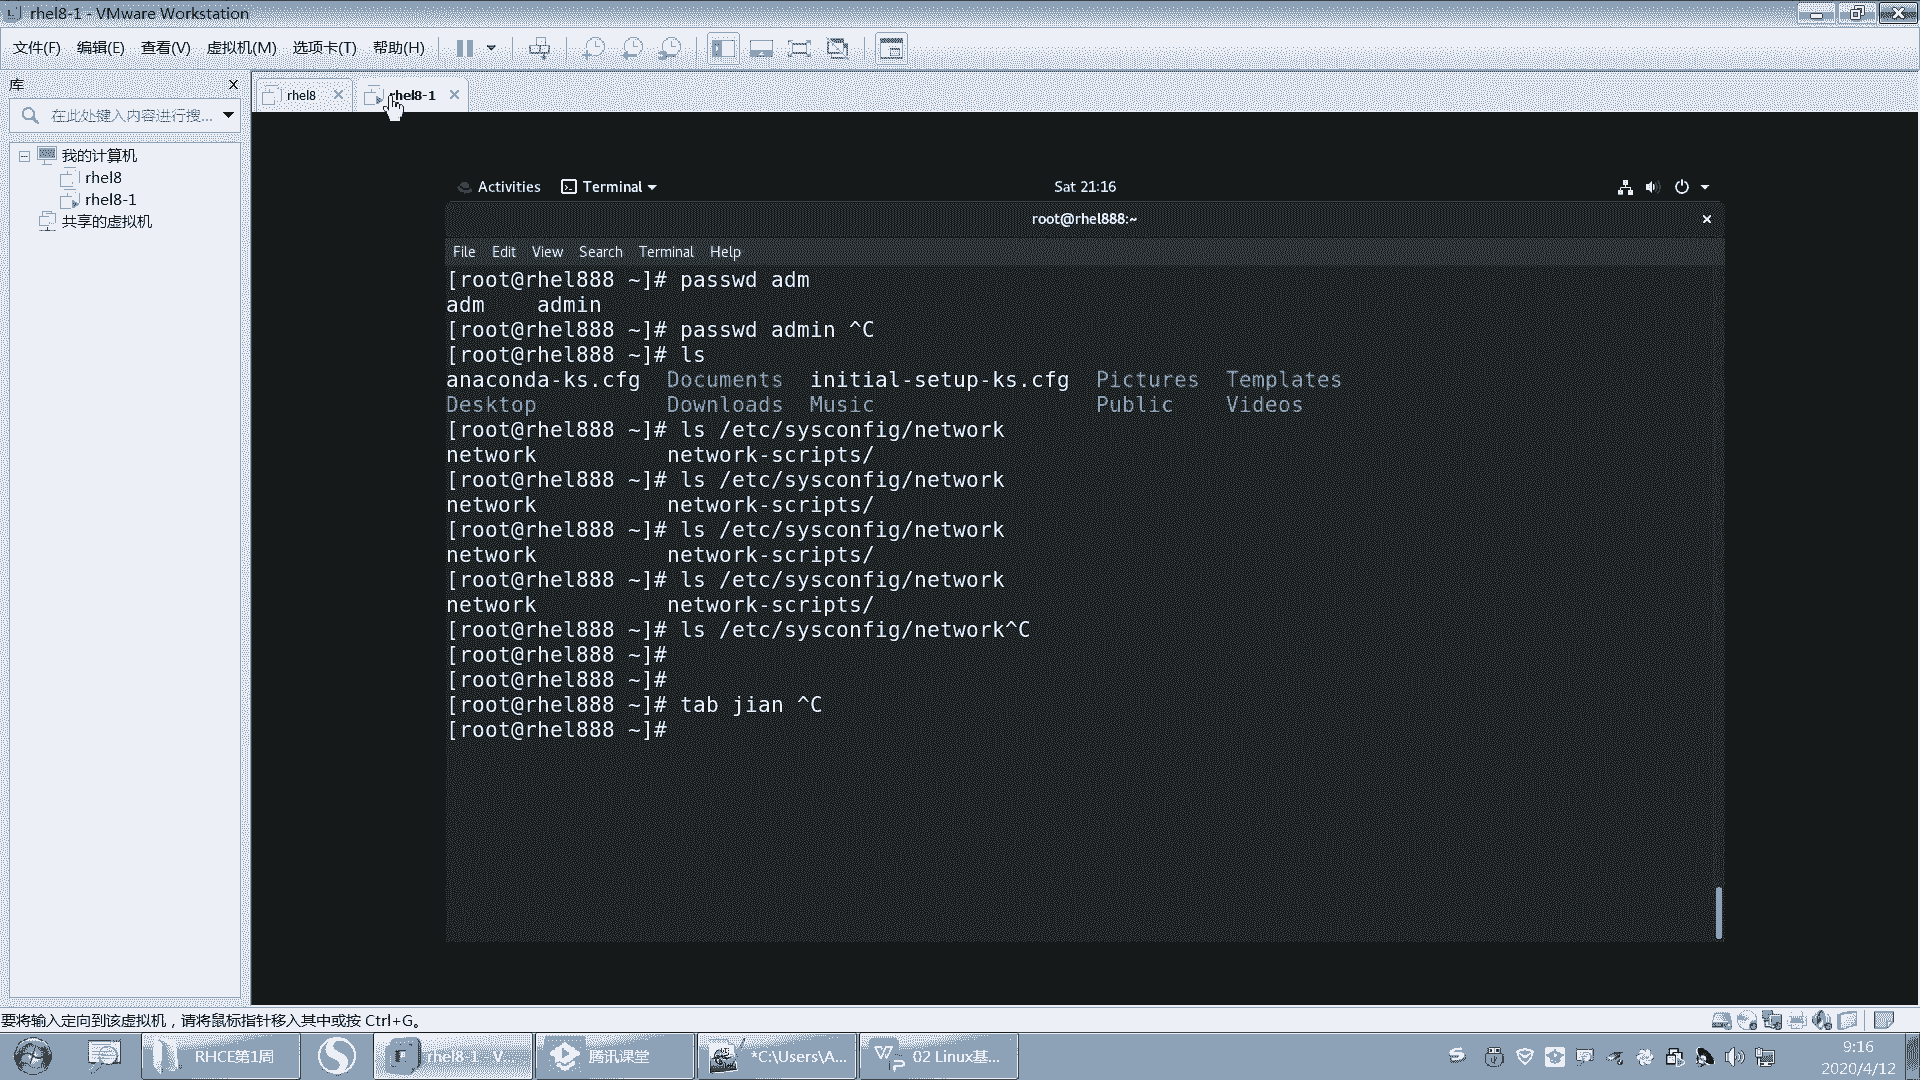 rhel8-1 - VMware Workstation
文件(F) 编辑(E) 查看(V) 虚拟机(M) 选项卡(T) 帮助(H)
库
在此处键入内容进行搜...
我的计算机
rhel8
rhel8-1
共享的虚拟机
rhel8
rhel8-1
Activities Terminal Sat 21:16
root@rhel888:~
File Edit View Search Terminal Help
[root@rhel888 ~]# passwd adm
adm admin
[root@rhel888 ~]# passwd admin ^C
[root@rhel888 ~]# ls
anaconda-ks.cfg Documents initial-setup-ks.cfg Pictures Templates
Desktop Downloads Music Public Videos
[root@rhel888 ~]# ls /etc/sysconfig/network
network network-scripts/
[root@rhel888 ~]# ls /etc/sysconfig/network
network network-scripts/
[root@rhel888 ~]# ls /etc/sysconfig/network
network network-scripts/
[root@rhel888 ~]# ls /etc/sysconfig/network
network network-scripts/
[root@rhel888 ~]# ls /etc/sysconfig/network^C
[root@rhel888 ~]#
[root@rhel888 ~]#
[root@rhel888 ~]# tab jian ^C
[root@rhel888 ~]#
要将输入定向到该虚拟机，请将鼠标指针移入其中或按 Ctrl+G。
RHCE第1周 rhel8-1 - V... 腾讯课堂 *C:\Users\A... 02 Linux基...
9:16
2020/4/12